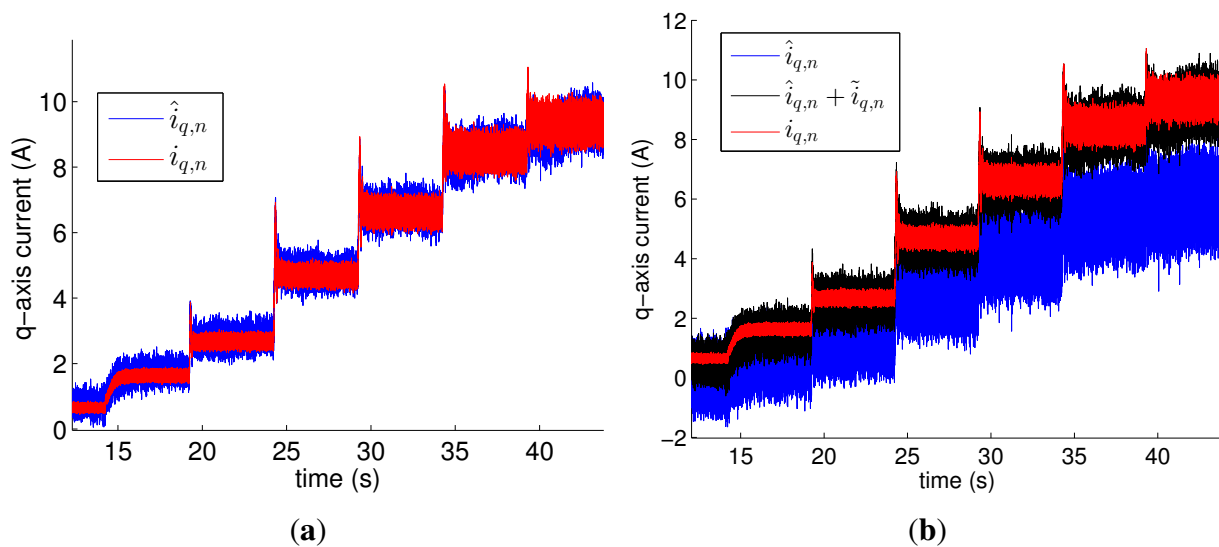 10
8
6
4
2
0
15
20
25
30
35
40
q−axis current (A)
time (s)
î_{q,n}
i_{q,n}
(a)
12
10
8
6
4
2
0
−2
15
20
25
30
35
40
q−axis current (A)
time (s)
î_{q,n}
î_{q,n} + ĩ_{q,n}
i_{q,n}
(b)